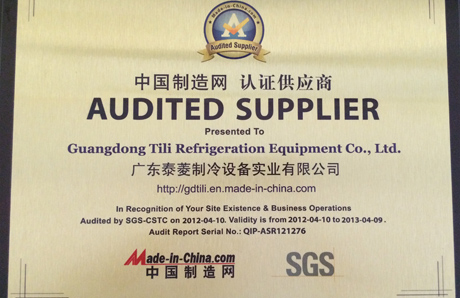 Made-in-China.com
Audited Supplier
中国制造网 认证供应商
AUDITED SUPPLIER
Presented To
Guangdong Tili Refrigeration Equipment Co., Ltd.
广东泰菱制冷设备实业有限公司
http://gdtili.en.made-in-china.com
In Recognition of Your Site Existence & Business Operations
Audited by SGS-CSTC on 2012-04-10. Validity is from 2012-04-10 to 2013-04-09.
Audit Report Serial No.: QIP-ASR121276
Made-in-China.com SGS
中国制造网